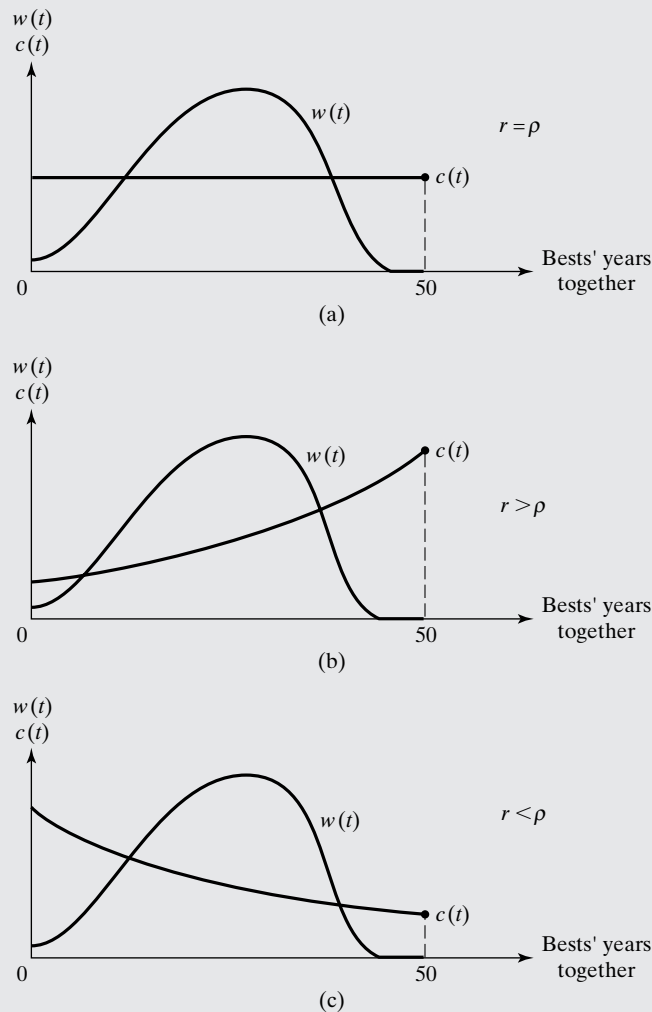 w(t)
c(t)
w(t)
r = ρ
c(t)
0
50
Bests' years
together
(a)
w(t)
c(t)
w(t)
c(t)
r > ρ
0
50
Bests' years
together
(b)
w(t)
c(t)
r < ρ
w(t)
c(t)
0
50
Bests' years
together
(c)